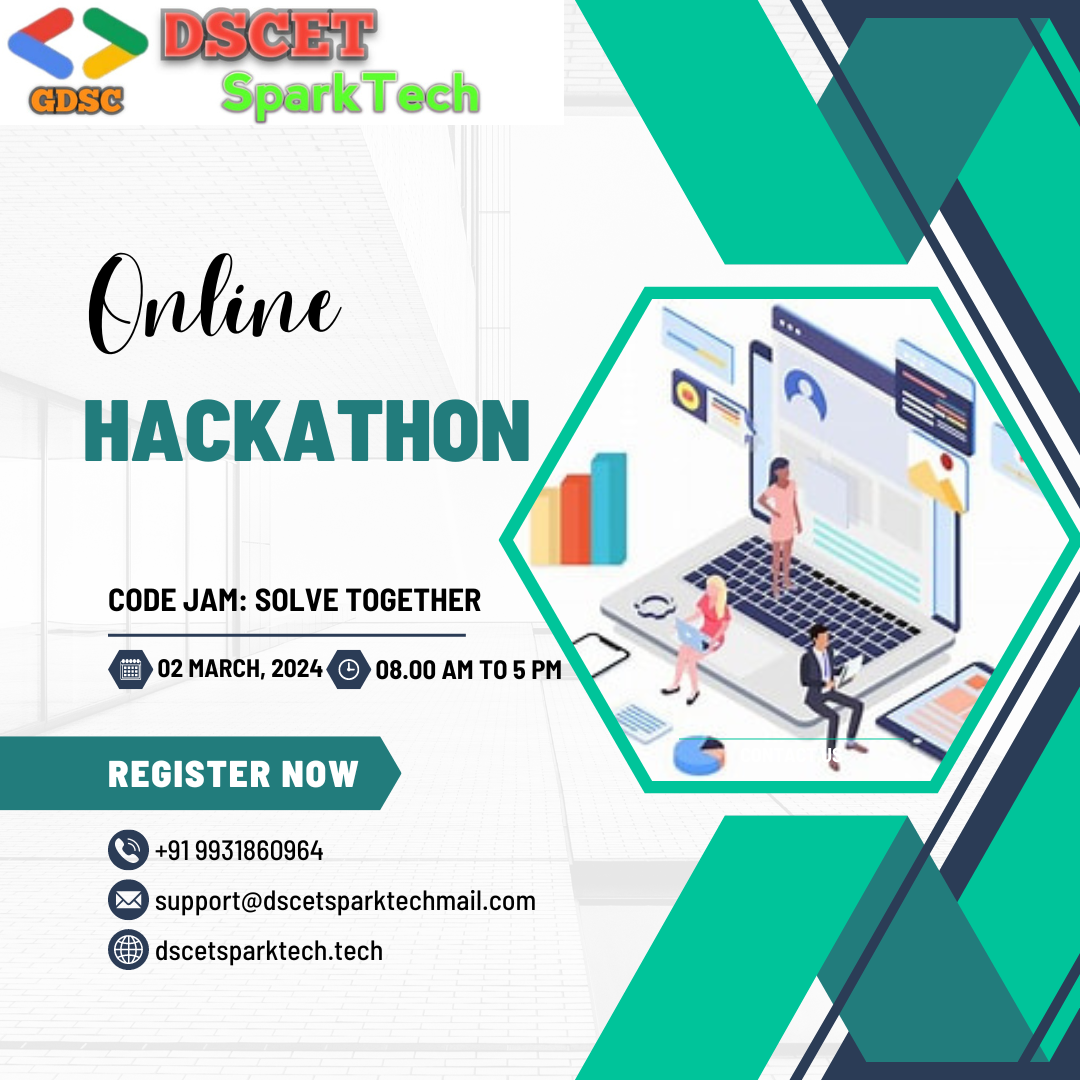 DSCET
GDSC
SparkTech
Online
HACKATHON
CODE JAM: SOLVE TOGETHER
02 MARCH, 2024
08.00 AM TO 5 PM
REGISTER NOW
+91 9931860964
support@dscetsparktechmail.com
dscetsparktech.tech